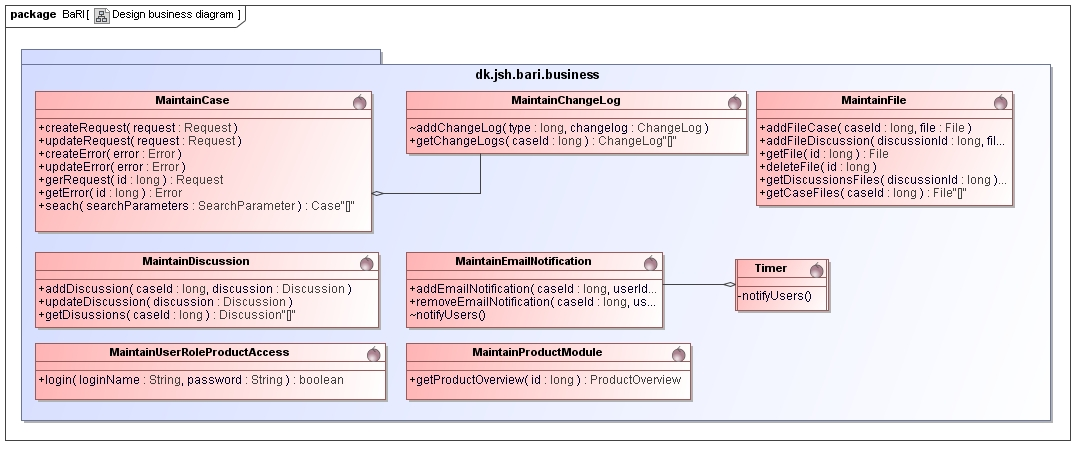 package BaRI [ Design business diagram ]
dk.jsh.bari.business
MaintainCase
+createRequest( request : Request )
+updateRequest( request : Request )
+createError( error : Error )
+updateError( error : Error )
+gerRequest( id : long ) : Request
+getError( id : long ) : Error
+seach( searchParameters : SearchParameter ) : Case"[]"
MaintainChangeLog
~addChangeLog( type : long, changelog : ChangeLog )
+getChangeLogs( caseId : long ) : ChangeLog"[]"
MaintainFile
+addFileCase( caseId : long, file : File )
+addFileDiscussion( discussionId : long, fil...
+getFile( id : long ) : File
+deleteFile( id : long )
+getDiscussionsFiles( discussionId : long )...
+getCaseFiles( caseId : long ) : File"[]"
MaintainDiscussion
+addDiscussion( caseId : long, discussion : Discussion )
+updateDiscussion( discussion : Discussion )
+getDisussions( caseId : long ) : Discussion"[]"
MaintainEmailNotification
+addEmailNotification( caseId : long, userId...
+removeEmailNotification( caseId : long, us...
~notifyUsers()
Timer
-notifyUsers()
MaintainUserRoleProductAccess
+login( loginName : String, password : String ) : boolean
MaintainProductModule
+getProductOverview( id : long ) : ProductOverview